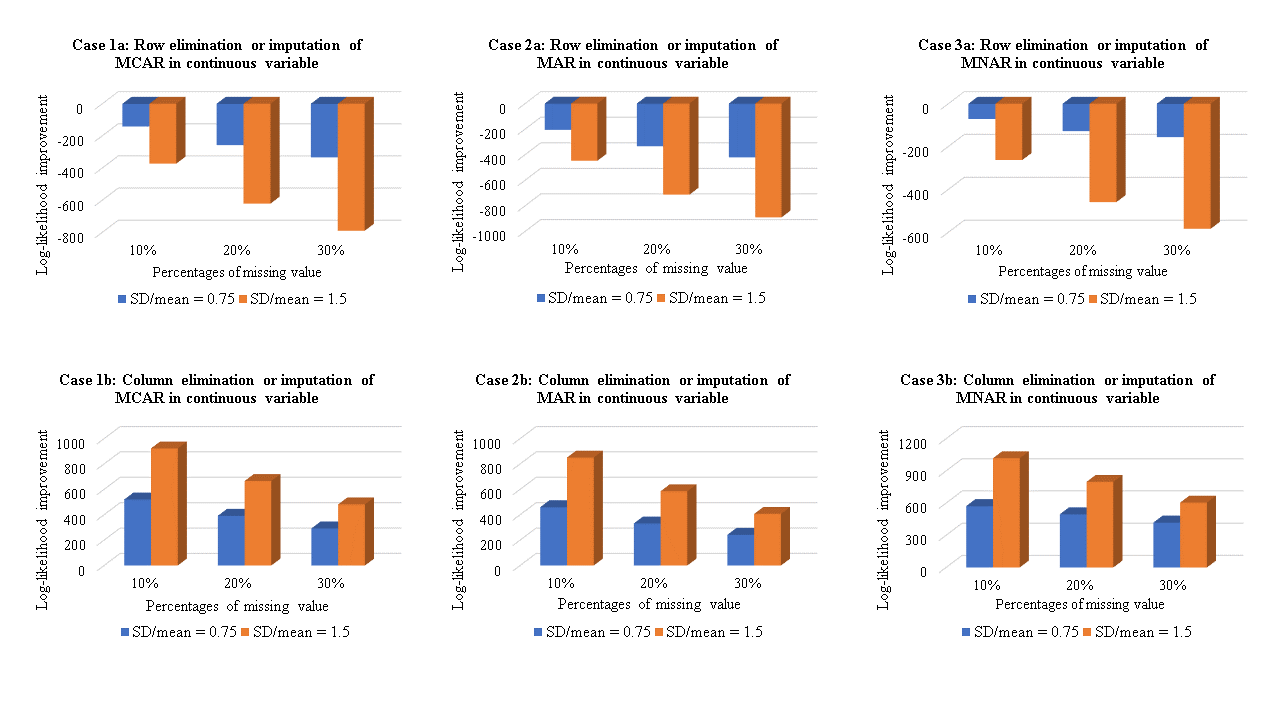 Case 1a: Row elimination or imputation of
MCAR in continuous variable
Log-likelihood improvement
0
-200
-400
-600
-800
10%
20%
30%
Percentages of missing value
SD/mean = 0.75
SD/mean = 1.5
Case 2a: Row elimination or imputation of
MAR in continuous variable
Log-likelihood improvement
0
-200
-400
-600
-800
-1000
10%
20%
30%
Percentages of missing value
SD/mean = 0.75
SD/mean = 1.5
Case 3a: Row elimination or imputation of
MNAR in continuous variable
Log-likelihood improvement
0
-200
-400
-600
10%
20%
30%
Percentages of missing value
SD/mean = 0.75
SD/mean = 1.5
Case 1b: Column elimination or imputation of
MCAR in continuous variable
Log-likelihood improvement
1000
800
600
400
200
0
10%
20%
30%
Percentages of missing value
SD/mean = 0.75
SD/mean = 1.5
Case 2b: Column elimination or imputation of
MAR in continuous variable
Log-likelihood improvement
1000
800
600
400
200
0
10%
20%
30%
Percentages of missing value
SD/mean = 0.75
SD/mean = 1.5
Case 3b: Column elimination or imputation of
MNAR in continuous variable
Log-likelihood improvement
1200
900
600
300
0
10%
20%
30%
Percentages of missing value
SD/mean = 0.75
SD/mean = 1.5